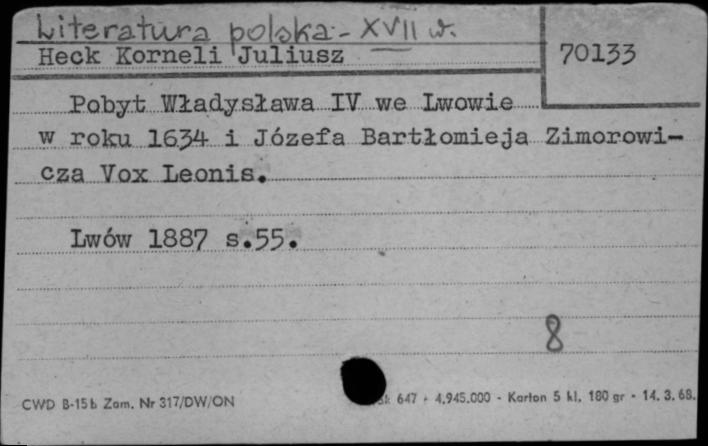 Literatura polska - XVII w.
Heck Korneli Juliusz
70133
Pobyt Władysława IV we Lwowie
w roku 1634 i Józefa Bartłomieja Zimorowi-
cza Vox Leonis.
Lwów 1887 s.55.
8
CWD B-15b Zam. Nr 317/DW/ON
647 - 4.945.000 - Karton 5 kl. 180 gr - 14. 3. 68.